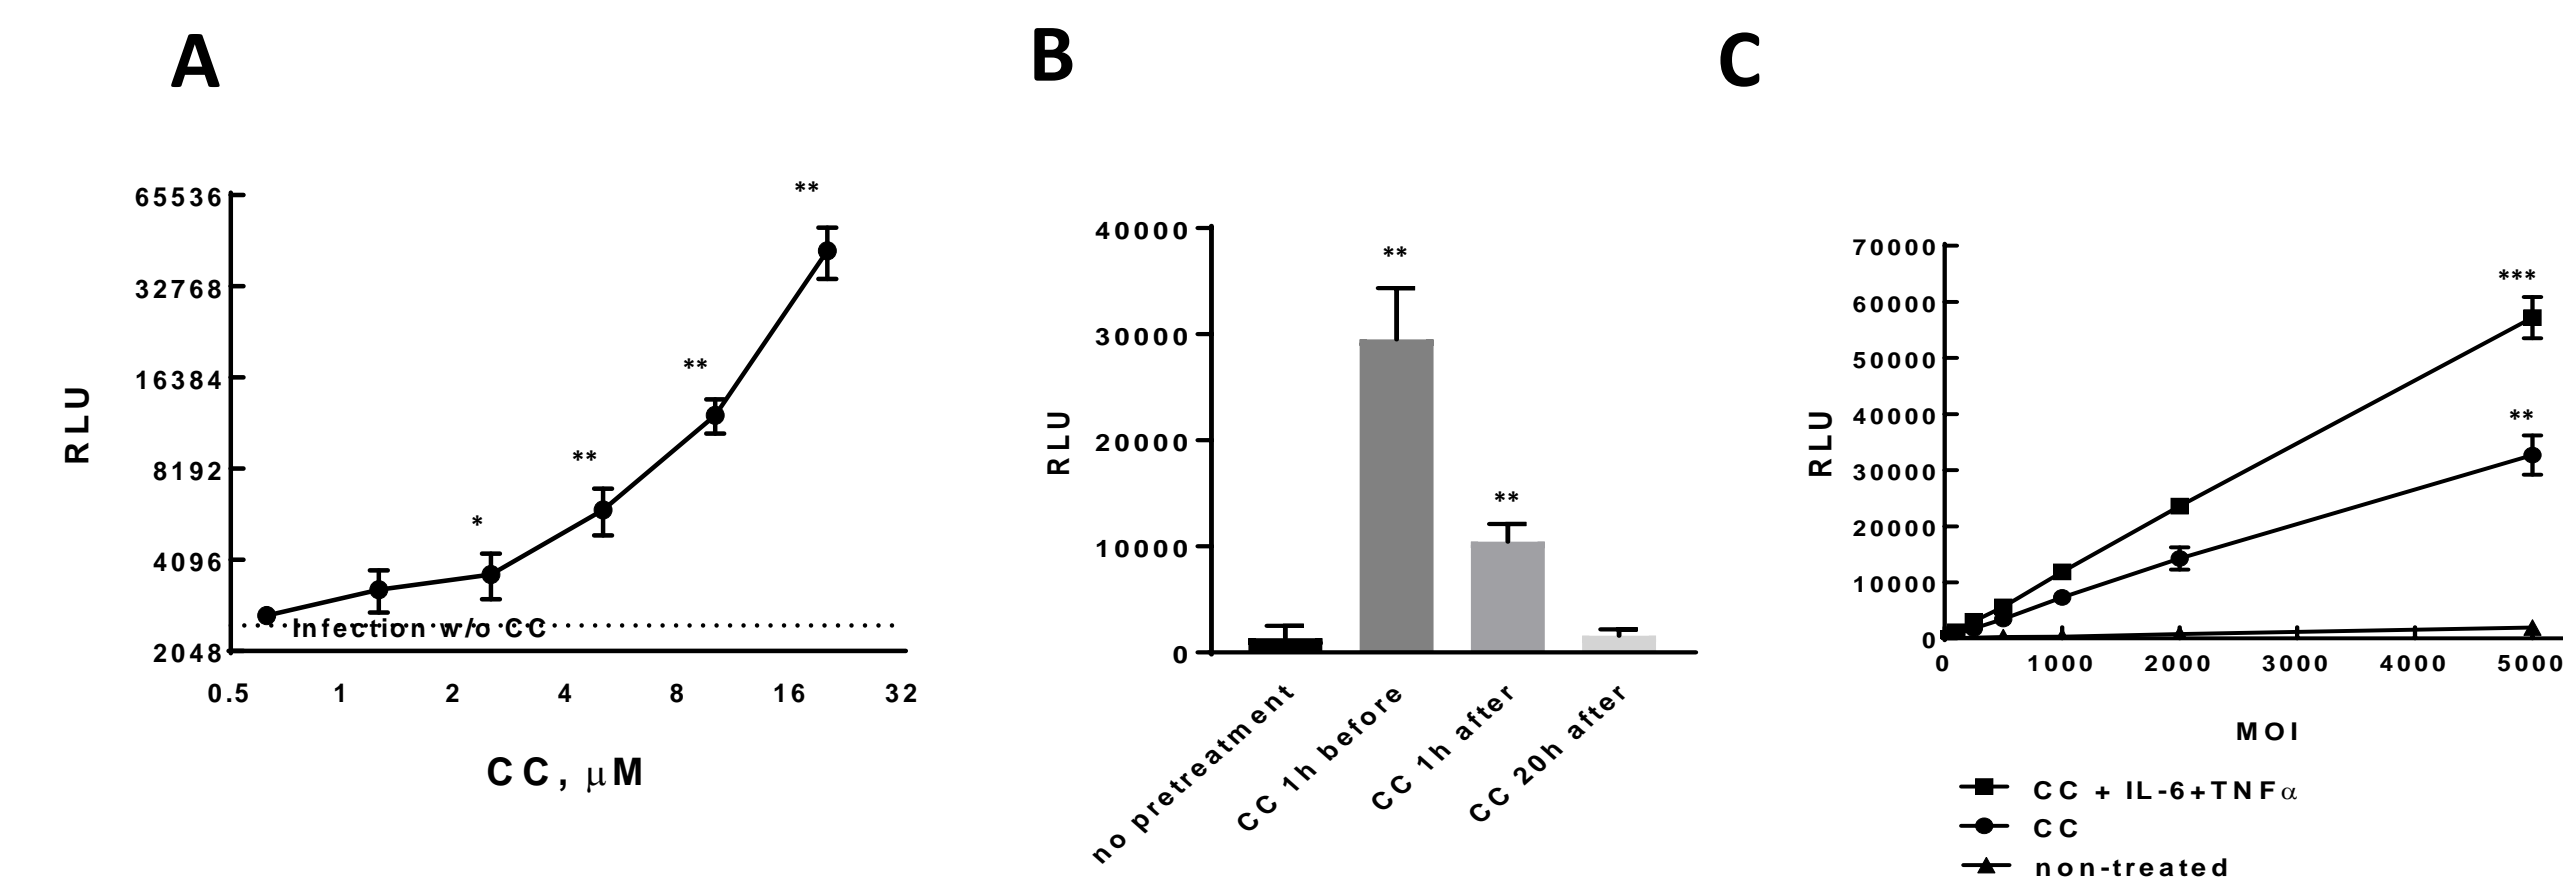 A
B
C
**
65536
32768
16384
8192
4096
2048
RLU
**
**
*
Infection w/o CC
0.5 1 2 4 8 16 32
CC, μM
40000
30000
20000
10000
0
RLU
**
**
no pretreatment
CC 1h before
CC 1h after
CC 20h after
70000
60000
50000
40000
30000
20000
10000
0
RLU
***
**
0 1000 2000 3000 4000 5000
MOI
CC + IL-6+TNFα
CC
non-treated